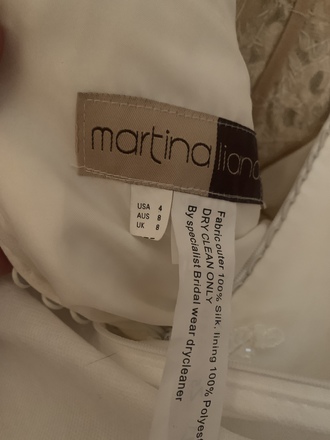 martina liana
USA 4
AUS 8
UK 8
Fabric outer 100% Silk, lining 100%
DRY CLEAN ONLY
By specialist Bridal wear drycleaner